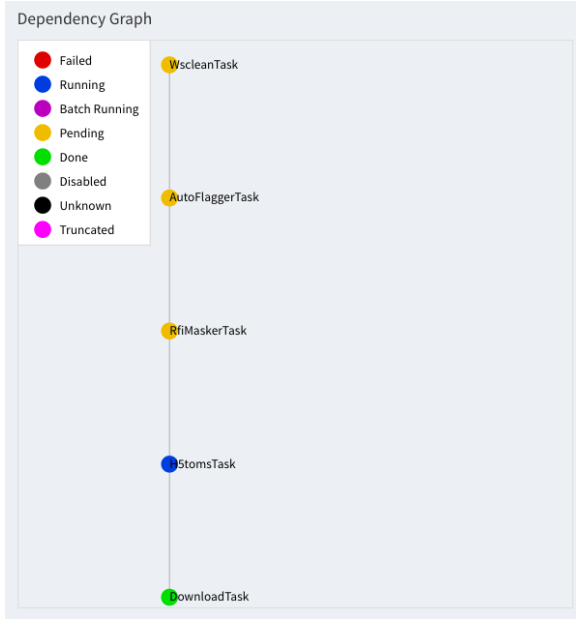 Dependency Graph
Failed
Running
Batch Running
Pending
Done
Disabled
Unknown
Truncated
WscleanTask
AutoFlaggerTask
RfiMaskerTask
H5tomsTask
DownloadTask